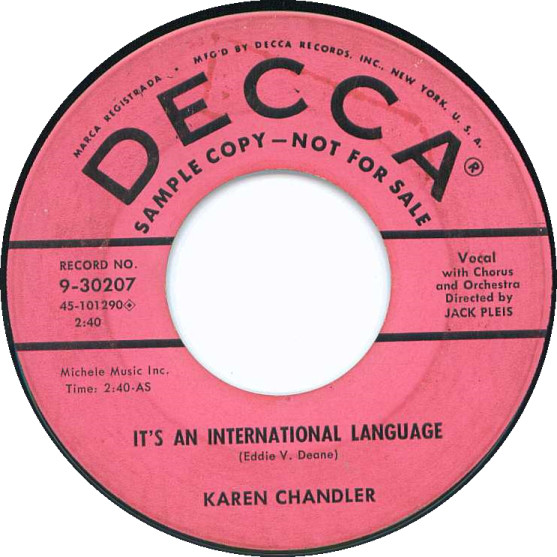 MARCA REGISTRADA • MFG'D BY DECCA RECORDS, INC., NEW YORK, U. S. A.
DECCA®
SAMPLE COPY—NOT FOR SALE
RECORD NO.
9-30207
45-101290
2:40
Vocal
with Chorus
and Orchestra
Directed by
JACK PLEIS
Michele Music Inc.
Time: 2:40-AS
IT'S AN INTERNATIONAL LANGUAGE
(Eddie V. Deane)
KAREN CHANDLER